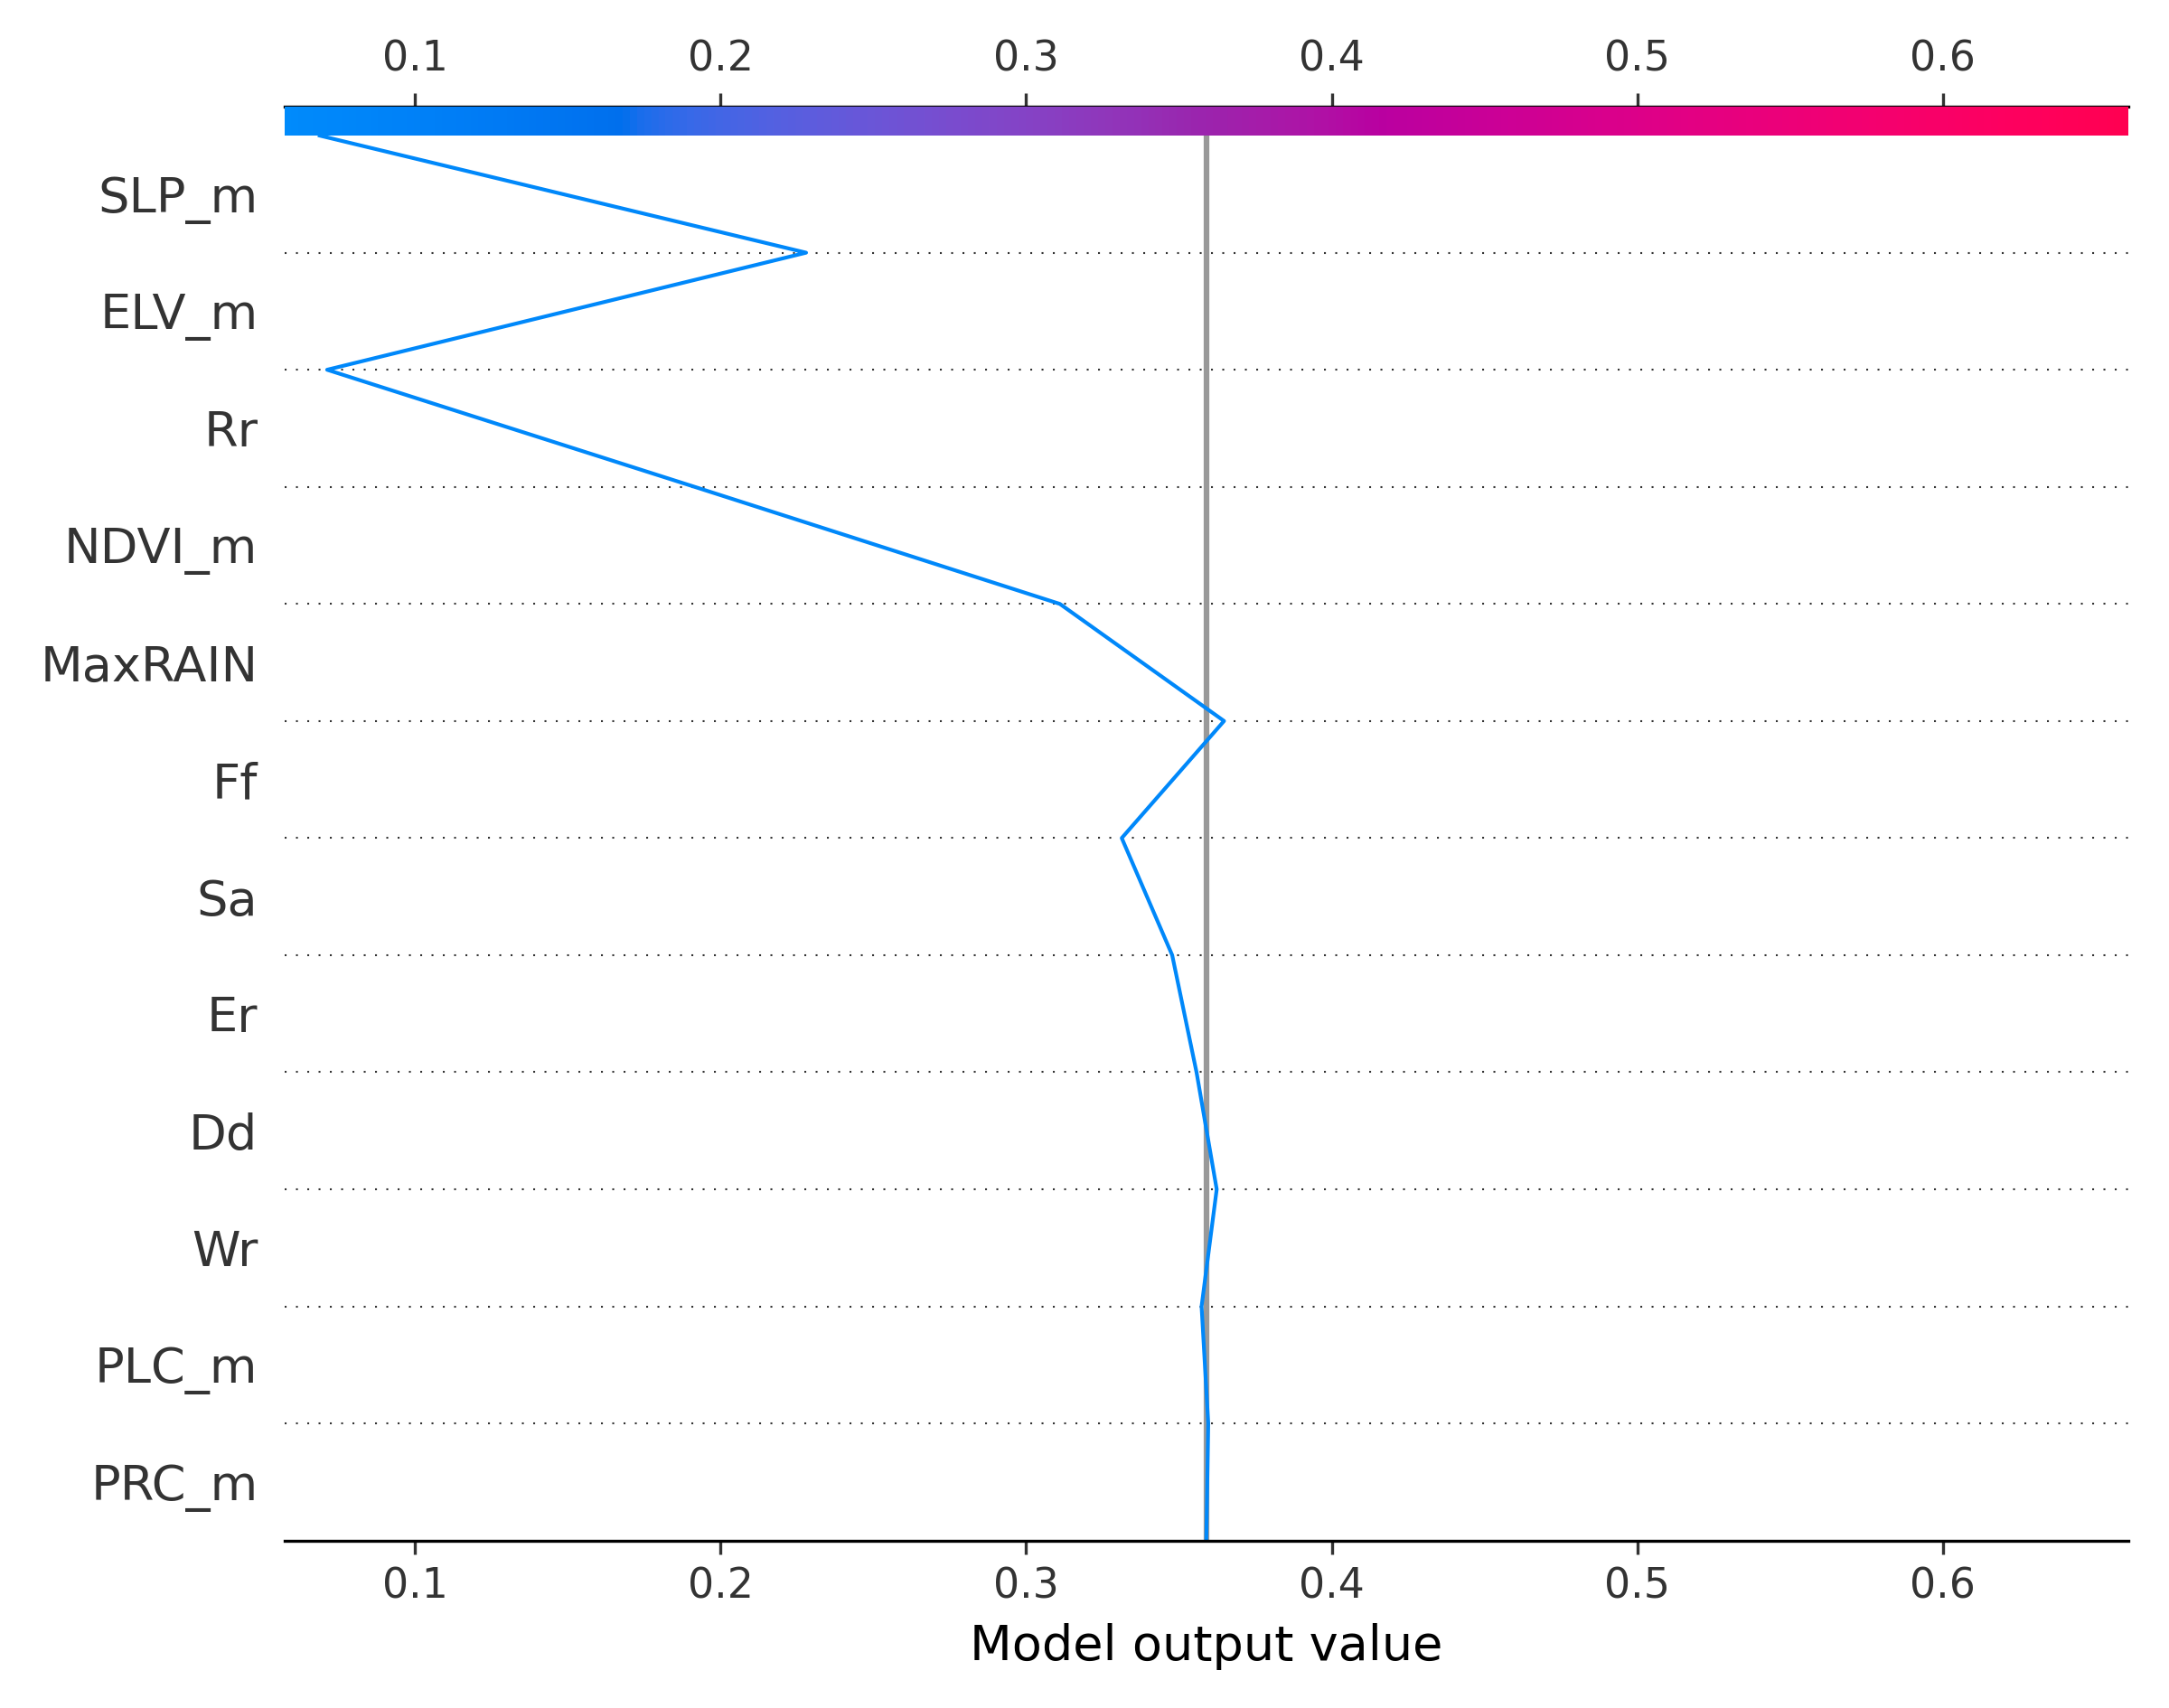 0.1 0.2 0.3 0.4 0.5 0.6
SLP_m
ELV_m
Rr
NDVI_m
MaxRAIN
Ff
Sa
Er
Dd
Wr
PLC_m
PRC_m
0.1 0.2 0.3 0.4 0.5 0.6
Model output value